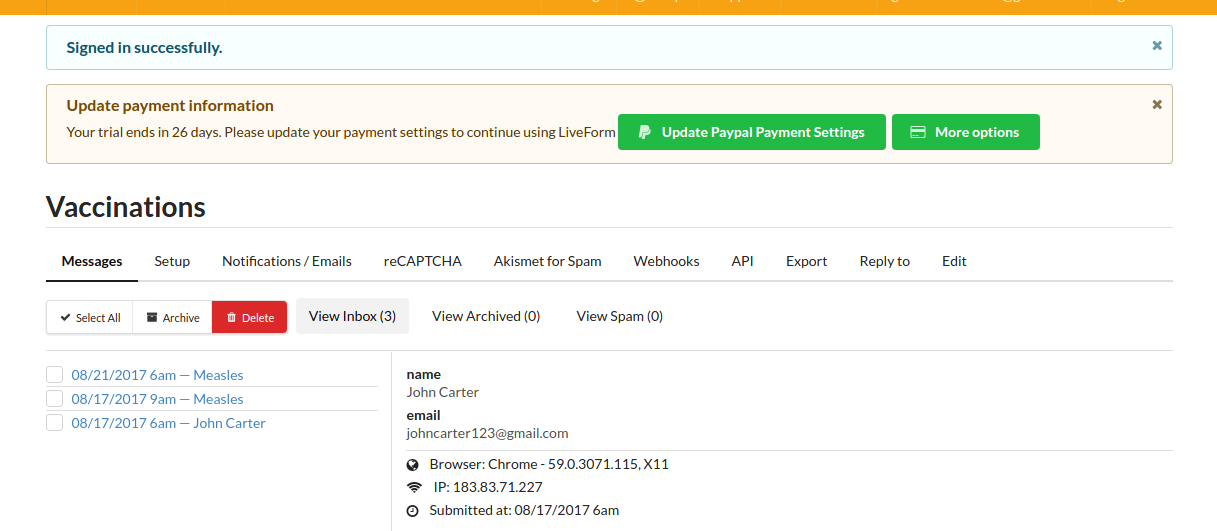 Signed in successfully.
Update payment information
Your trial ends in 26 days. Please update your payment settings to continue using LiveForm Update Paypal Payment Settings More options
Vaccinations
Messages Setup Notifications / Emails reCAPTCHA Akismet for Spam Webhooks API Export Reply to Edit
Select All Archive Delete View Inbox (3) View Archived (0) View Spam (0)
08/21/2017 6am — Measles
08/17/2017 9am — Measles
08/17/2017 6am — John Carter
name
John Carter
email
johncarter123@gmail.com
Browser: Chrome - 59.0.3071.115, X11
IP: 183.83.71.227
Submitted at: 08/17/2017 6am